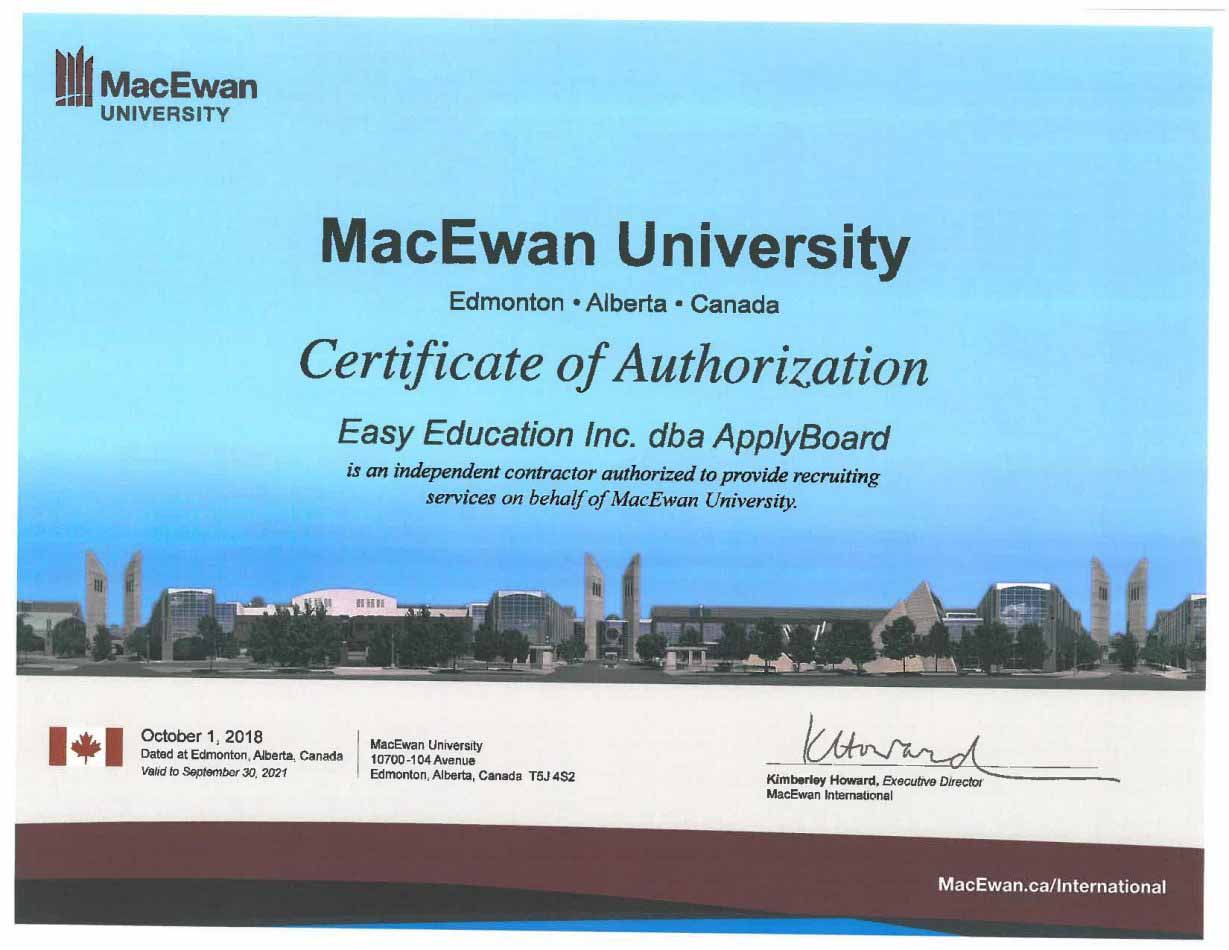 MacEwan
UNIVERSITY
MacEwan University
Edmonton • Alberta • Canada
Certificate of Authorization
Easy Education Inc. dba ApplyBoard
is an independent contractor authorized to provide recruiting
services on behalf of MacEwan University.
October 1, 2018
Dated at Edmonton, Alberta, Canada
Valid to September 30, 2021
MacEwan University
10700-104 Avenue
Edmonton, Alberta, Canada T5J 4S2
KHoward
Kimberley Howard, Executive Director
MacEwan International
MacEwan.ca/International